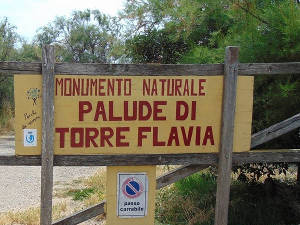 MONUMENTO NATURALE
PALUDE DI
TORRE FLAVIA
passo
carrabile